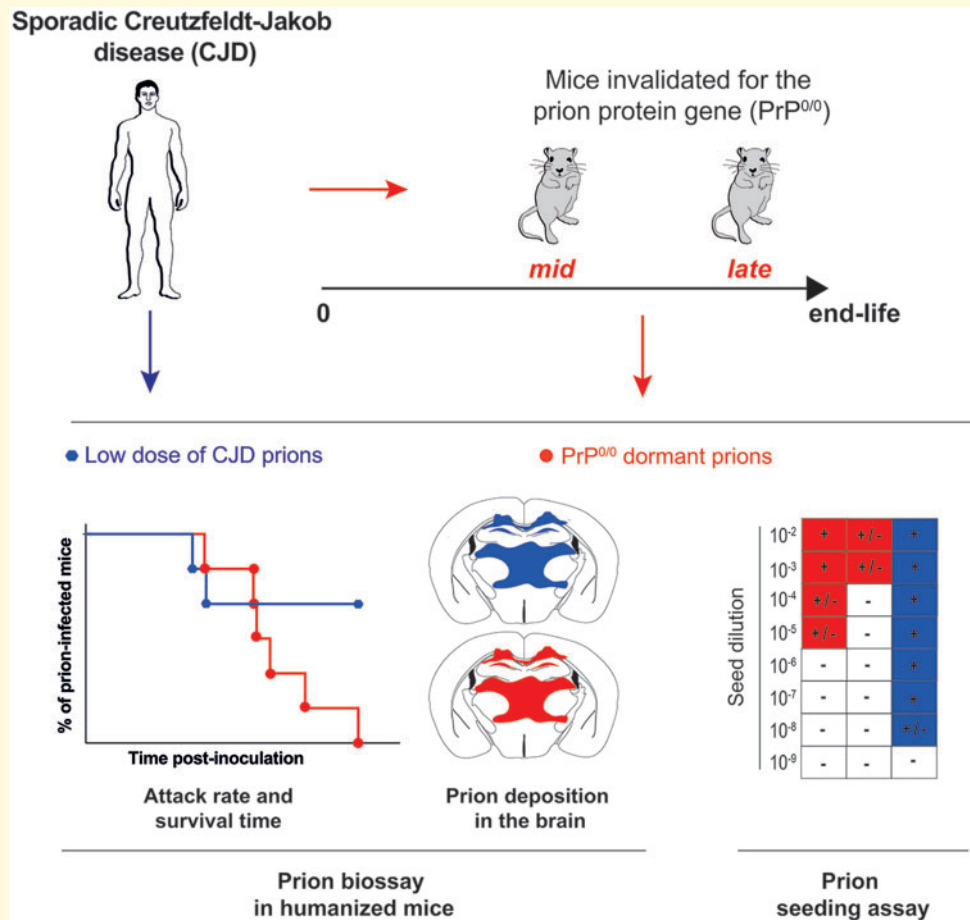 Sporadic Creutzfeldt-Jakob
disease (CJD)
Mice invalidated for the
prion protein gene (PrP0/0)
mid
late
0
end-life
Low dose of CJD prions
PrP0/0 dormant prions
% of prion-infected mice
Time post-inoculation
Attack rate and
survival time
Prion deposition
in the brain
Seed dilution
10-2 + +/- +
10-3 + +/- +
10-4 +/- - +
10-5 +/- - +
10-6 - - +
10-7 - - +
10-8 - - +/-
10-9 - - -
Prion biossay
in humanized mice
Prion
seeding assay